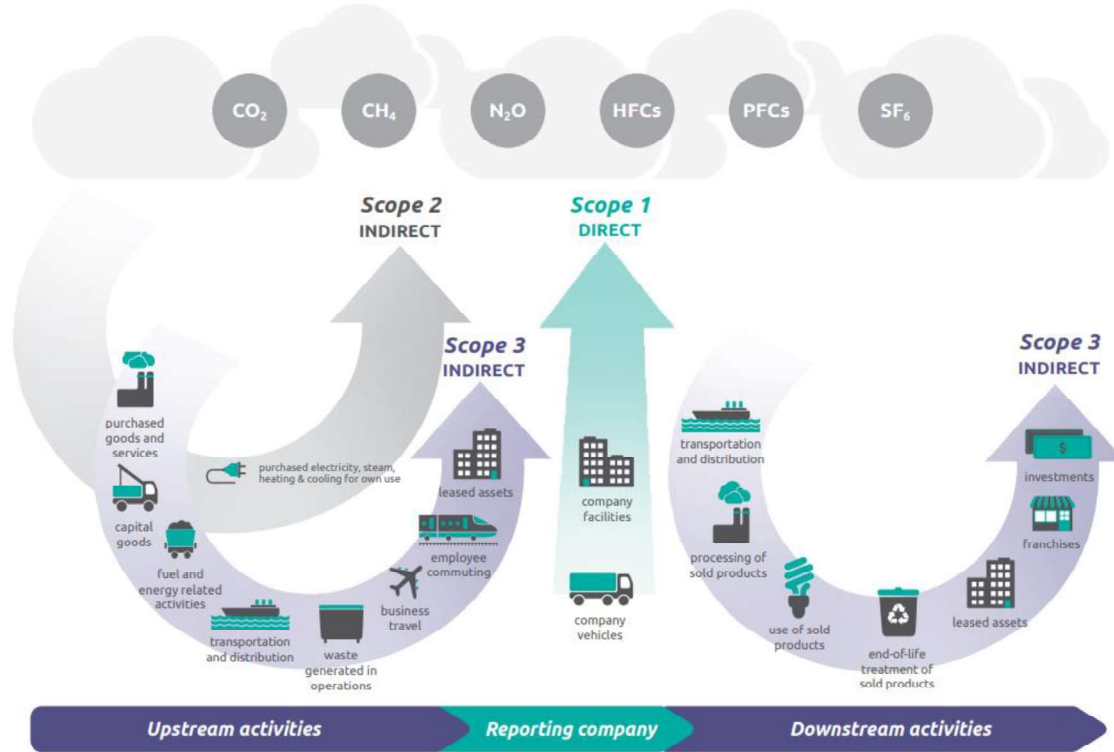 CO₂
CH₄
N₂O
HFCs
PFCs
SF₆
Scope 2
INDIRECT
Scope 1
DIRECT
Scope 3
INDIRECT
Scope 3
INDIRECT
purchased
goods and
services
capital
goods
fuel and
energy related
activities
transportation
and distribution
waste
generated in
operations
business
travel
employee
commuting
leased assets
purchased electricity, steam,
heating & cooling for own use
company
facilities
company
vehicles
transportation
and distribution
processing of
sold products
use of sold
products
end-of-life
treatment of
sold products
leased assets
franchises
$
investments
Upstream activities
Reporting company
Downstream activities